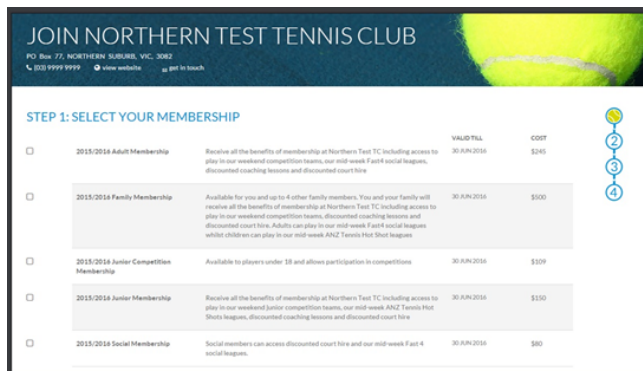 JOIN NORTHERN TEST TENNIS CLUB
PO Box 77, NORTHERN SUBURB, VIC, 3082
(03) 9999 9999 view website get in touch
STEP 1: SELECT YOUR MEMBERSHIP
VALID TILL COST
2015/2016 Adult Membership Receive all the benefits of membership at Northern Test TC including access to 30 JUN 2016 $245
play in our weekend competition teams, our mid-week Fast4 social leagues,
discounted coaching lessons and discounted court hire
2015/2016 Family Membership Available for you and up to 4 other family members. You and your family will 30 JUN 2016 $500
receive all the benefits of membership at Northern Test TC including access to
play in our weekend competition teams, discounted coaching lessons and
discounted court hire. Adults can play in our mid-week Fast4 social leagues
whilst children can play in our mid-week ANZ Tennis Hot Shot leagues
2015/2016 Junior Competition Available to players under 18 and allows participation in competitions 30 JUN 2016 $109
Membership
2015/2016 Junior Membership Receive all the benefits of membership at Northern Test TC including access to 30 JUN 2016 $150
play in our weekend junior competition teams, our mid-week ANZ Tennis Hot
Shots leagues, discounted coaching lessons and discounted court hire
2015/2016 Social Membership Social members can access discounted court hire and our mid-week Fast 4 30 JUN 2016 $80
social leagues.
2
3
4